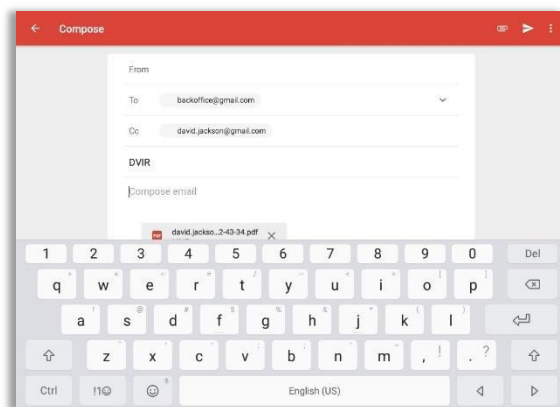 Compose
From
To backoffice@gmail.com
Cc david.jackson@gmail.com
DVIR
Compose email
PDF david.jackso...2-43-34.pdf
1 2 3 4 5 6 7 8 9 0 Del
q w e r t y u i o p
a s d f g h j k l
z x c v b n m , ! . ?
Ctrl !1☺ English (US)